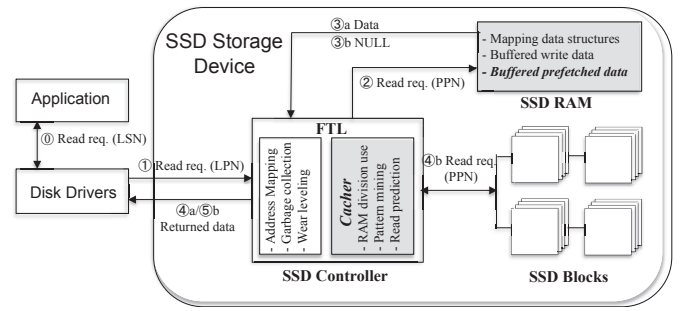 SSD Storage
Device
③a Data
③b NULL
② Read req. (PPN)
- Mapping data structures
- Buffered write data
- Buffered prefetched data
SSD RAM
Application
⓪ Read req. (LSN)
Disk Drivers
① Read req. (LPN)
④a/⑤b
Returned data
FTL
- Address Mapping
- Garbage collection
- Wear leveling
Cacher
- RAM division use
- Pattern mining
- Read prediction
SSD Controller
④b Read req.
(PPN)
SSD Blocks